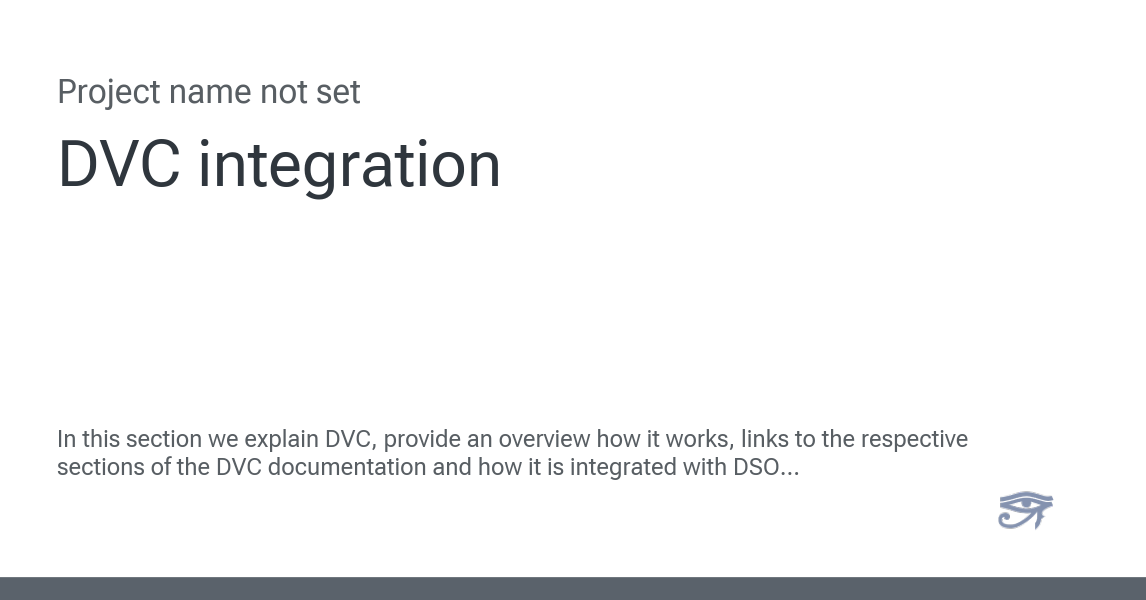 Project name not set
DVC integration
In this section we explain DVC, provide an overview how it works, links to the respective
sections of the DVC documentation and how it is integrated with DSO...